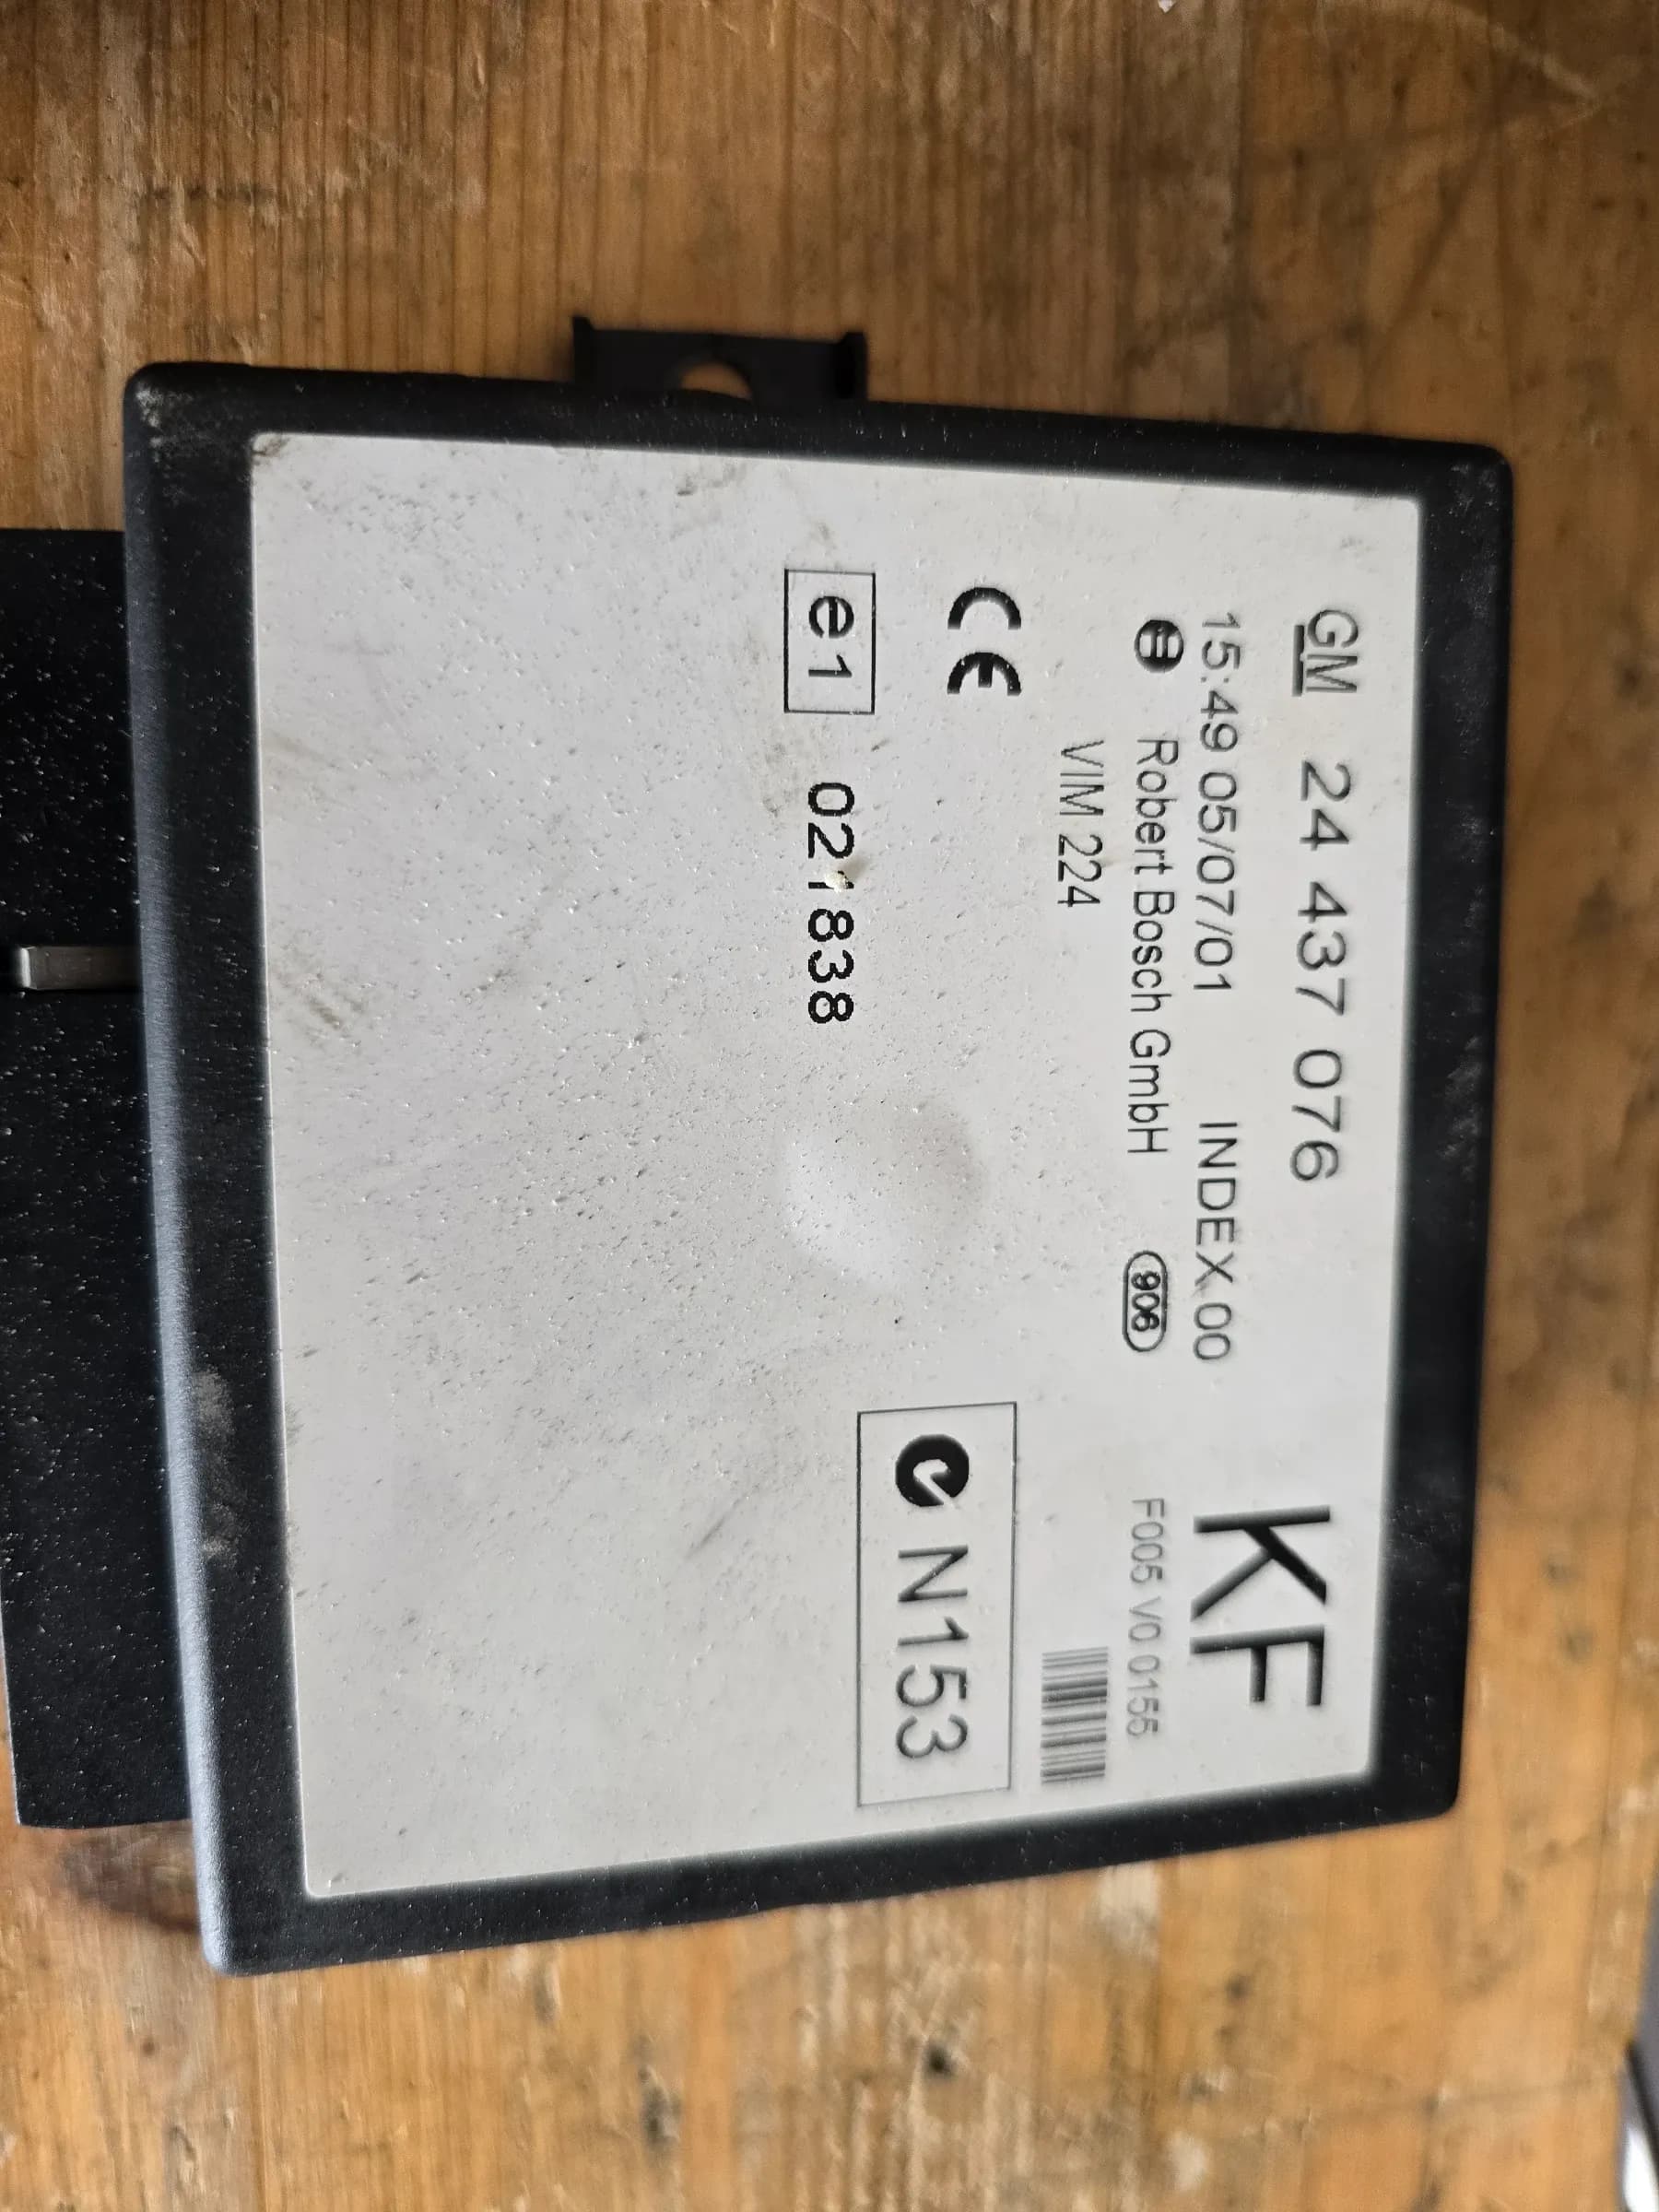 GM 24 437 076
KF
15:49 05/07/01 INDEX 00
Robert Bosch GmbH 906
F005 V0 0155
VIM 224
CE
N153
e1 021838